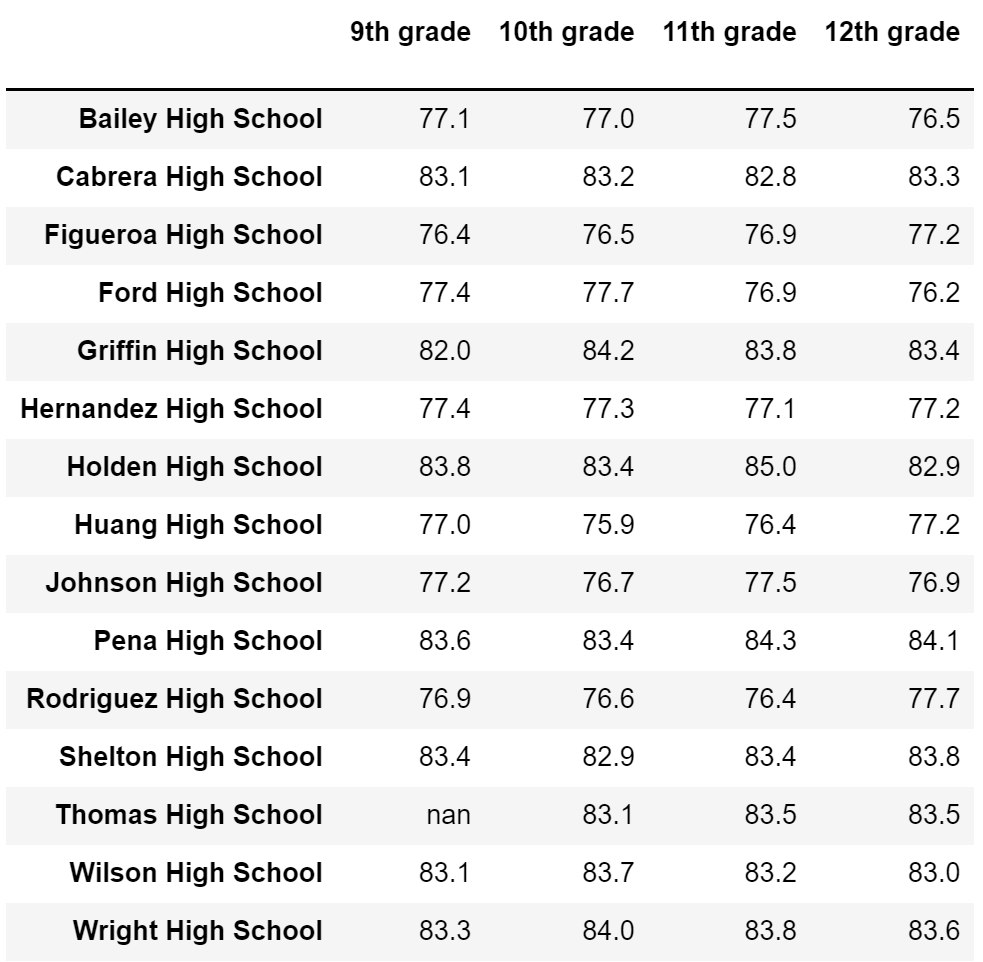 9th grade 10th grade 11th grade 12th grade
Bailey High School 77.1 77.0 77.5 76.5
Cabrera High School 83.1 83.2 82.8 83.3
Figueroa High School 76.4 76.5 76.9 77.2
Ford High School 77.4 77.7 76.9 76.2
Griffin High School 82.0 84.2 83.8 83.4
Hernandez High School 77.4 77.3 77.1 77.2
Holden High School 83.8 83.4 85.0 82.9
Huang High School 77.0 75.9 76.4 77.2
Johnson High School 77.2 76.7 77.5 76.9
Pena High School 83.6 83.4 84.3 84.1
Rodriguez High School 76.9 76.6 76.4 77.7
Shelton High School 83.4 82.9 83.4 83.8
Thomas High School nan 83.1 83.5 83.5
Wilson High School 83.1 83.7 83.2 83.0
Wright High School 83.3 84.0 83.8 83.6